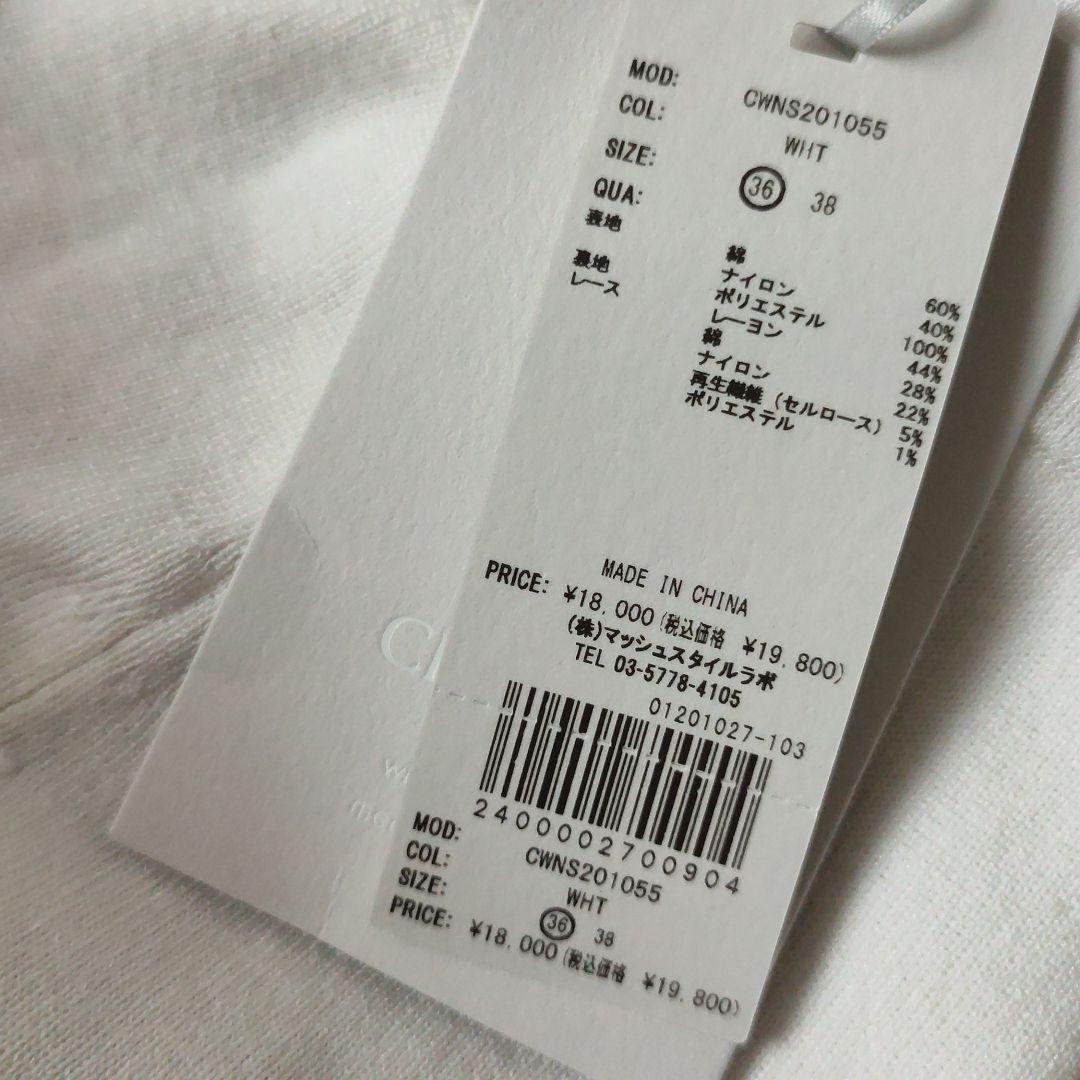 MOD: CWNS201055
COL: WHT
SIZE: 36 38
QUA:
表地 綿 60%
ナイロン 40%
裏地 ポリエステル 100%
レース レーヨン 44%
綿 28%
ナイロン 22%
再生繊維 (セルロース) 5%
ポリエステル 1%
MADE IN CHINA
PRICE: ¥18,000(税込価格 ¥19,800)
(株)マッシュスタイルラボ
TEL 03-5778-4105
01201027-103
2400002700904
MOD: CWNS201055
COL: WHT
SIZE: 36 38
PRICE: ¥18,000(税込価格 ¥19,800)